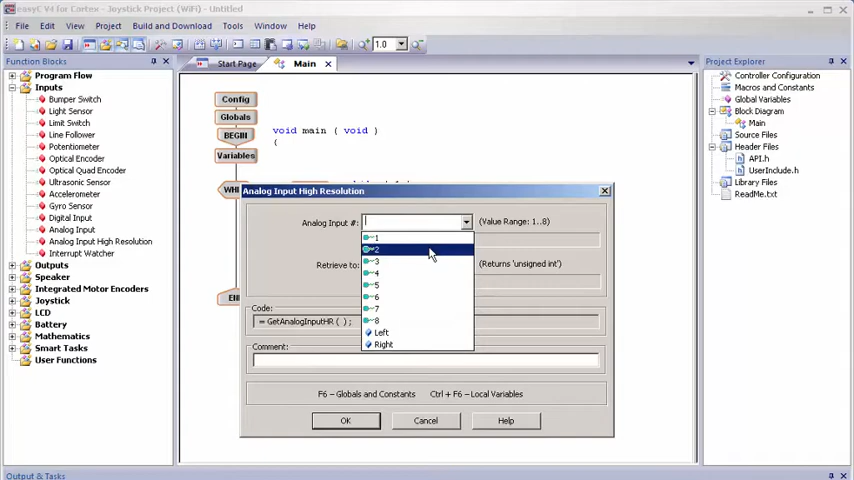 easyC V4 for Cortex - Joystick Project (WiFi) - Untitled
File Edit View Project Build and Download Tools Window Help
1.0
Function Blocks
Program Flow
Inputs
Bumper Switch
Light Sensor
Limit Switch
Line Follower
Potentiometer
Optical Encoder
Optical Quad Encoder
Ultrasonic Sensor
Accelerometer
Gyro Sensor
Digital Input
Analog Input
Analog Input High Resolution
Interrupt Watcher
Outputs
Speaker
Integrated Motor Encoders
Joystick
LCD
Battery
Mathematics
Smart Tasks
User Functions
Start Page Main
Config
Globals
BEGIN
Variables
WHI
EN
void main ( void )
{
Analog Input High Resolution
Analog Input #: (Value Range: 1..8)
1
2
3
4
5
6
7
8
Left
Right
Retrieve to: (Returns 'unsigned int')
Code:
= GetAnalogInputHR ( ) ;
Comment:
F6 - Globals and Constants Ctrl + F6 - Local Variables
OK Cancel Help
Project Explorer
Controller Configuration
Macros and Constants
Global Variables
Block Diagram
Main
Source Files
Header Files
API.h
UserInclude.h
Library Files
ReadMe.txt
Output & Tasks